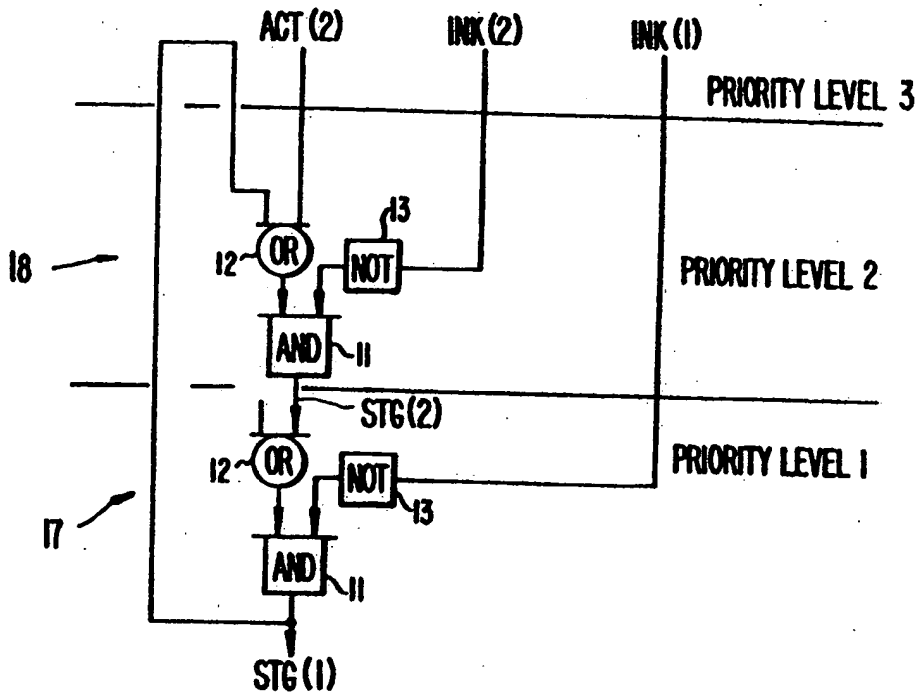 ACT(2)
INK(2)
INK(1)
PRIORITY LEVEL 3
13
18
12
OR
NOT
PRIORITY LEVEL 2
AND
11
STG(2)
12
OR
NOT
PRIORITY LEVEL 1
13
17
AND
11
STG(1)